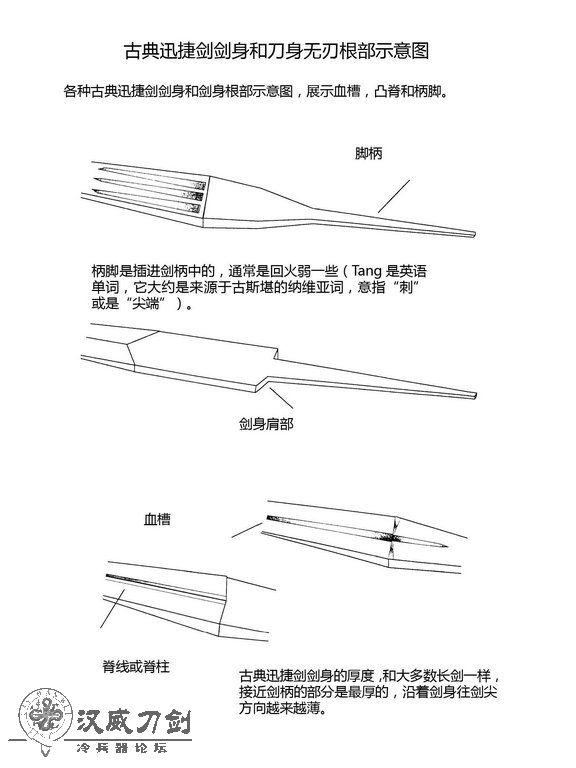 古典迅捷剑剑身和刀身无刃根部示意图
各种古典迅捷剑剑身和剑身根部示意图，展示血槽，凸脊和柄脚。
脚柄
柄脚是插进剑柄中的，通常是回火弱一些（Tang 是英语
单词，它大约是来源于古斯堪的纳维亚词，意指“刺”
或是“尖端”）。
剑身肩部
血槽
脊线或脊柱
古典迅捷剑剑身的厚度，和大多数长剑一样，
接近剑柄的部分是最厚的，沿着剑身往剑尖
方向越来越薄。
汉威刀剑
冷兵器论坛